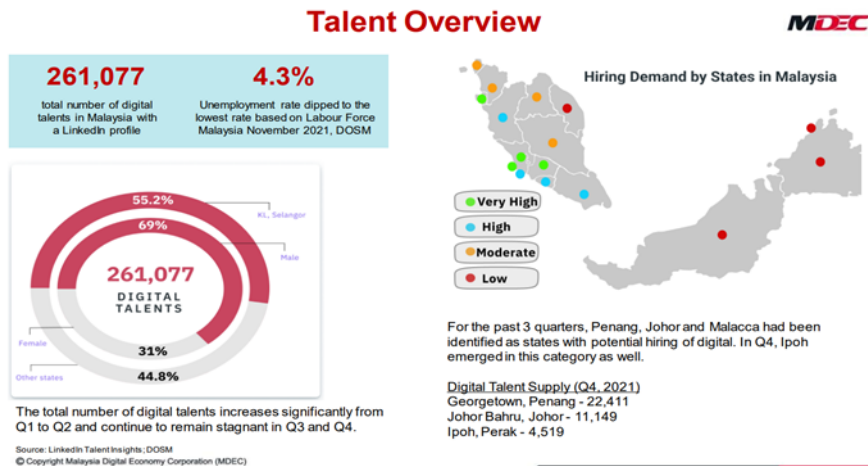 Talent Overview
MDEC
261,077
total number of digital
talents in Malaysia with
a LinkedIn profile
4.3%
Unemployment rate dipped to the
lowest rate based on Labour Force
Malaysia November 2021, DOSM
55.2%
KL, Selangor
69%
Male
261,077
DIGITAL
TALENTS
Female
31%
Other states
44.8%
The total number of digital talents increases significantly from
Q1 to Q2 and continue to remain stagnant in Q3 and Q4.
Source: LinkedIn Talent Insights; DOSM
© Copyright Malaysia Digital Economy Corporation (MDEC)
Hiring Demand by States in Malaysia
Very High
High
Moderate
Low
For the past 3 quarters, Penang, Johor and Malacca had been
identified as states with potential hiring of digital. In Q4, Ipoh
emerged in this category as well.
Digital Talent Supply (Q4, 2021)
Georgetown, Penang - 22,411
Johor Bahru, Johor - 11,149
Ipoh, Perak - 4,519